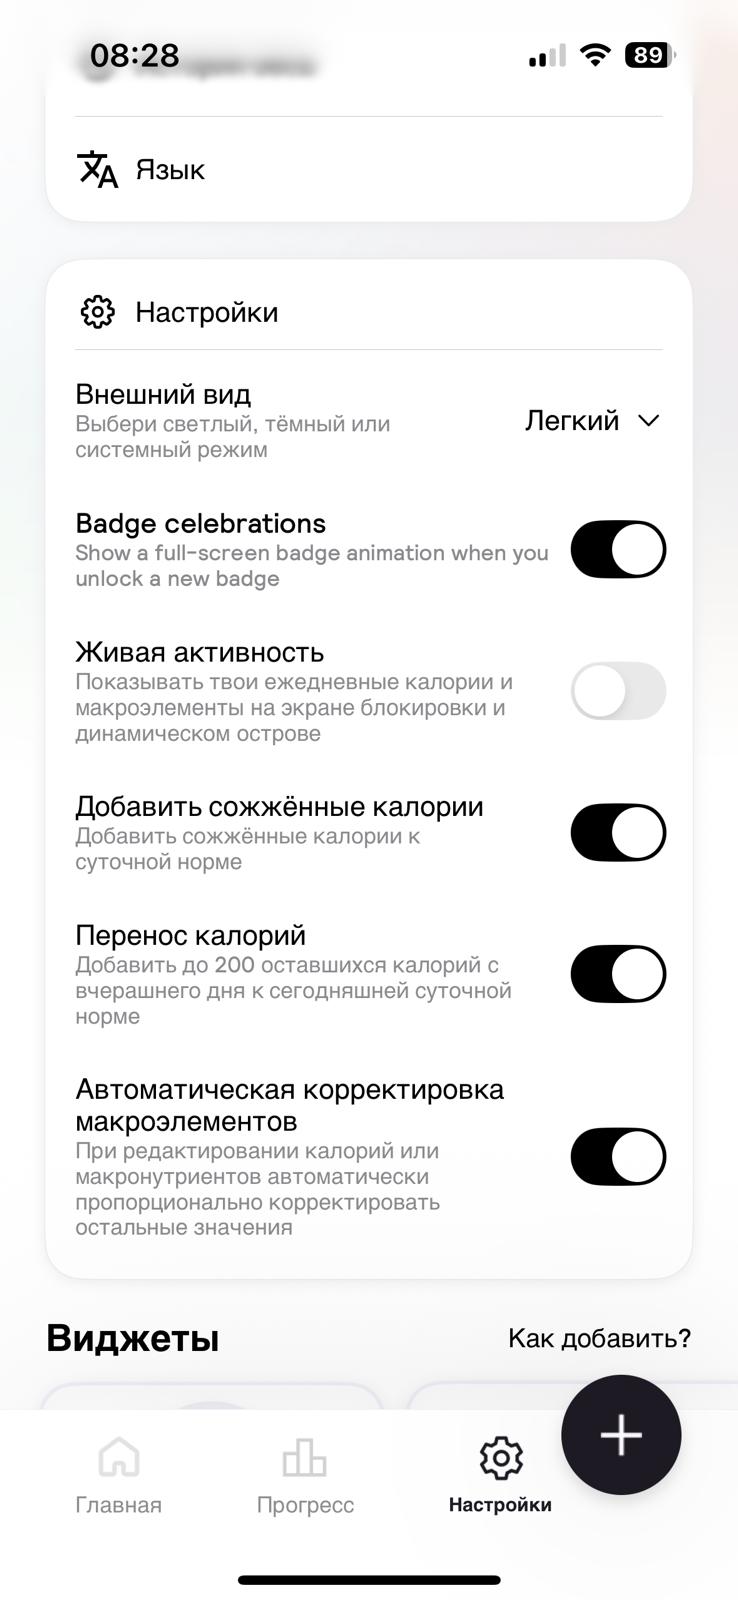 08:28
89
Язык
Настройки
Внешний вид
Выбери светлый, тёмный или
системный режим
Легкий
Badge celebrations
Show a full-screen badge animation when you
unlock a new badge
Живая активность
Показывать твои ежедневные калории и
макроэлементы на экране блокировки и
динамическом острове
Добавить сожжённые калории
Добавить сожжённые калории к
суточной норме
Перенос калорий
Добавить до 200 оставшихся калорий с
вчерашнего дня к сегодняшней суточной
норме
Автоматическая корректировка
макроэлементов
При редактировании калорий или
макронутриентов автоматически
пропорционально корректировать
остальные значения
Виджеты
Как добавить?
Главная
Прогресс
Настройки